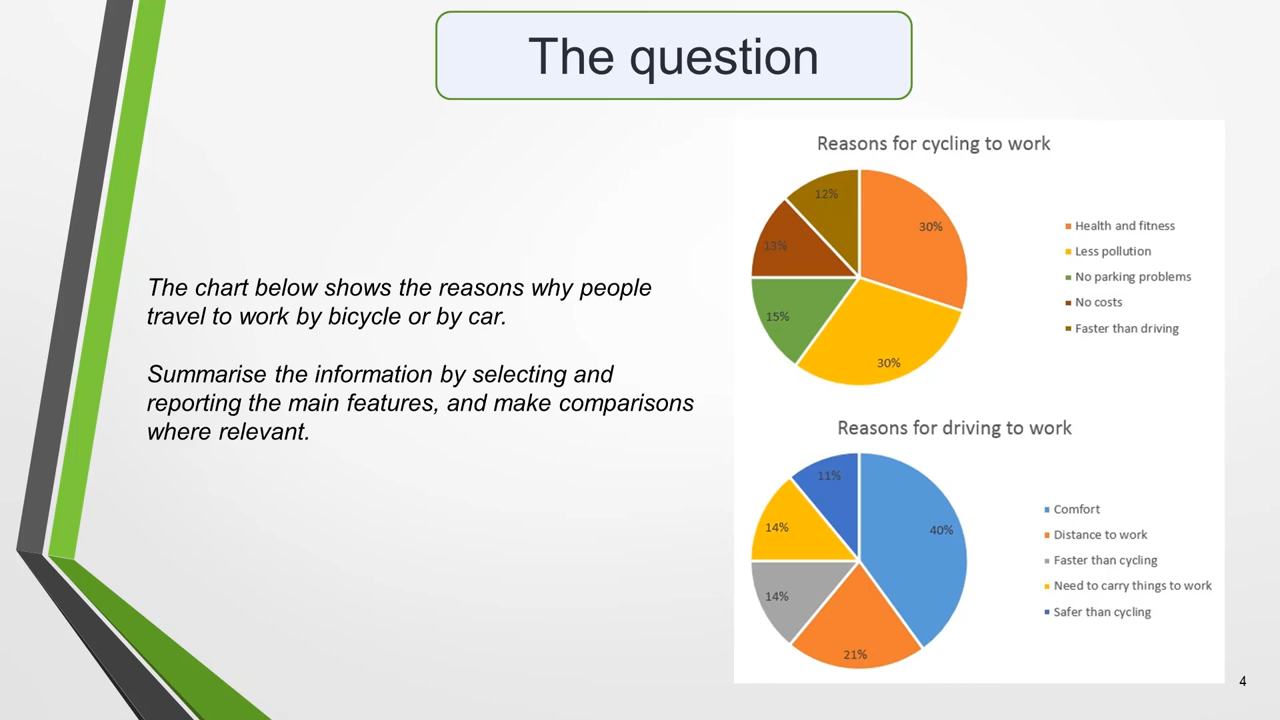 The question
The chart below shows the reasons why people
travel to work by bicycle or by car.
Summarise the information by selecting and
reporting the main features, and make comparisons
where relevant.
Reasons for cycling to work
12%
30%
13%
15%
30%
Health and fitness
Less pollution
No parking problems
No costs
Faster than driving
Reasons for driving to work
11%
40%
14%
14%
21%
Comfort
Distance to work
Faster than cycling
Need to carry things to work
Safer than cycling
4